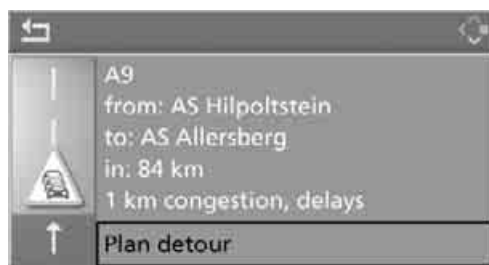 A9
from: AS Hilpoltstein
to: AS Allersberg
in: 84 km
1 km congestion, delays
Plan detour